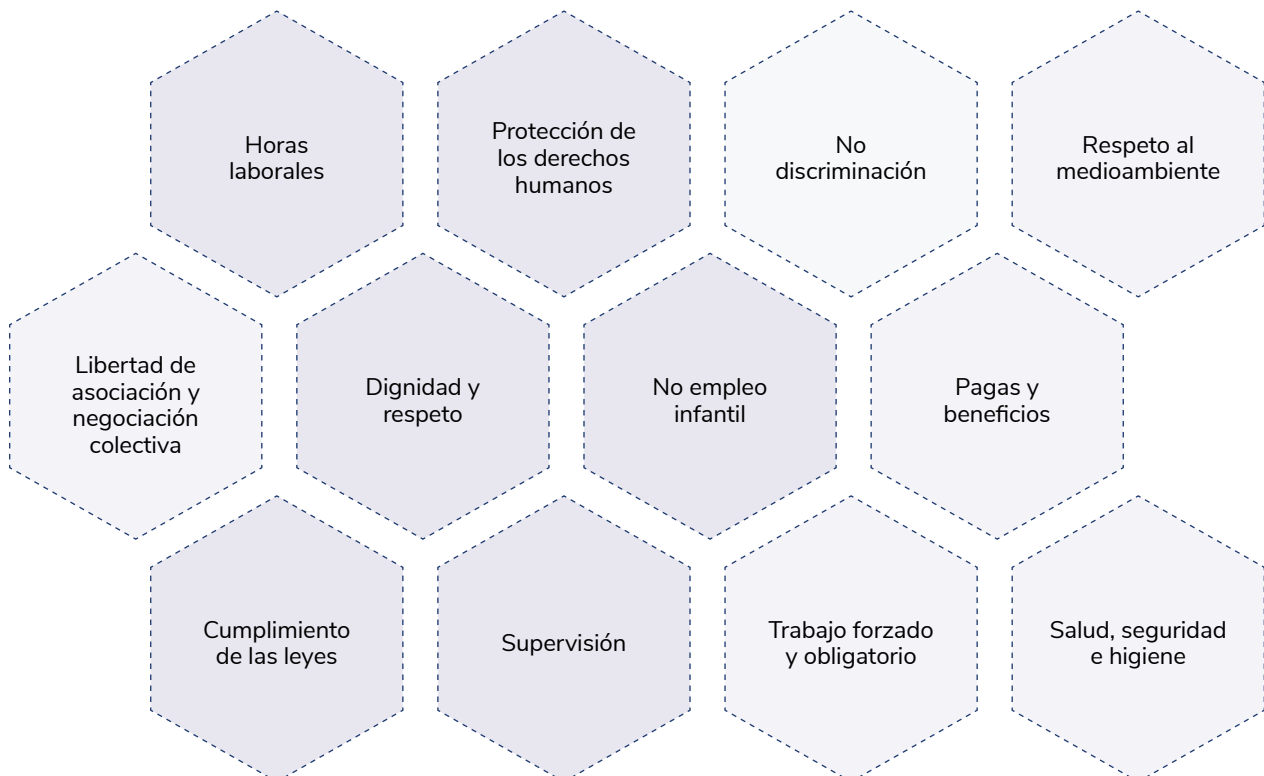 Horas
laborales
Protección de
los derechos
humanos
No
discriminación
Respeto al
medioambiente
Libertad de
asociación y
negociación
colectiva
Dignidad y
respeto
No empleo
infantil
Pagas y
beneficios
Cumplimiento
de las leyes
Supervisión
Trabajo forzado
y obligatorio
Salud, seguridad
e higiene